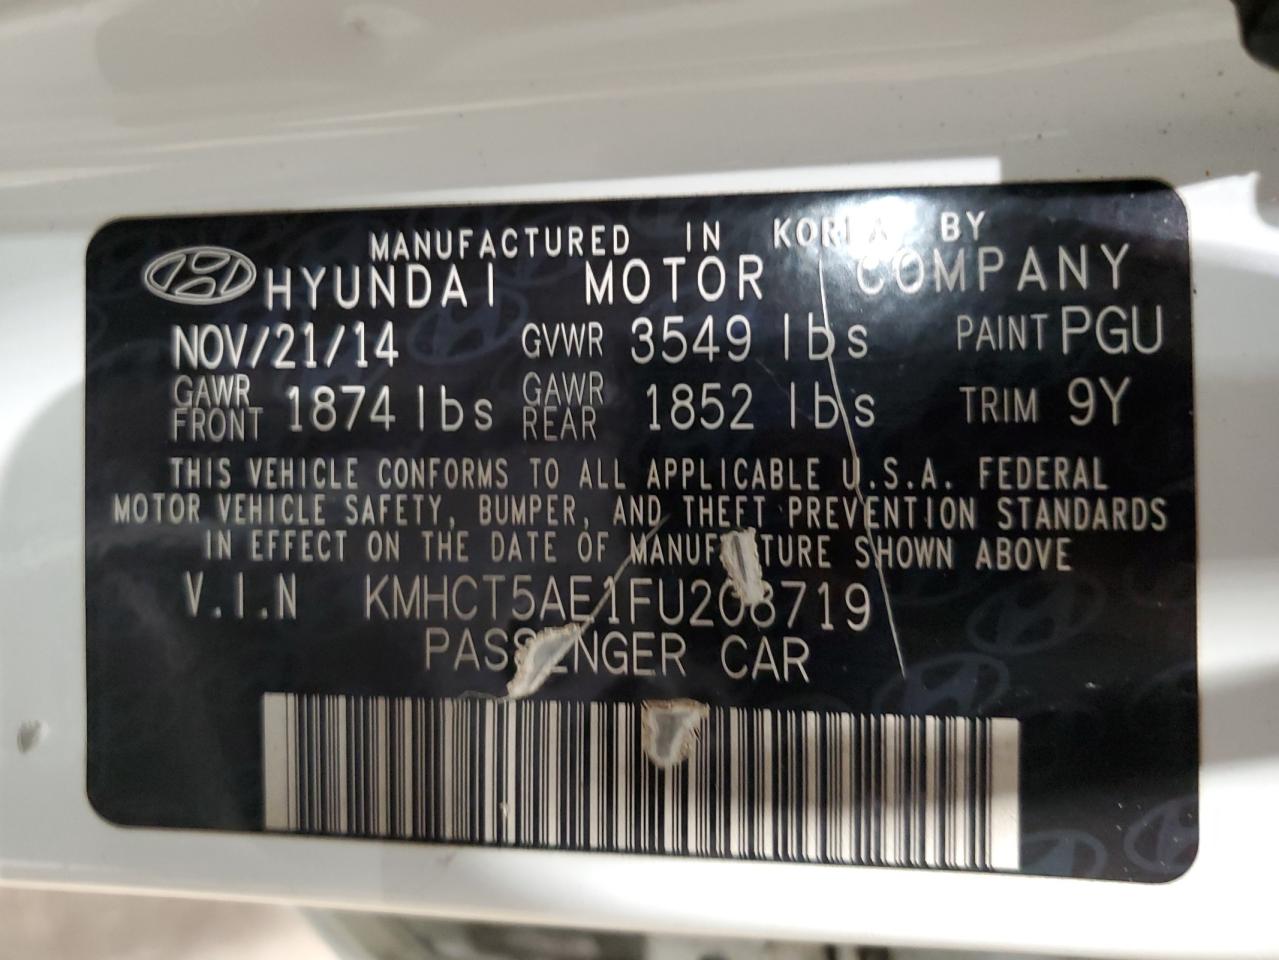 MANUFACTURED IN KOREA BY
HYUNDAI MOTOR COMPANY
NOV/21/14 GVWR 3549 lbs PAINT PGU
GAWR FRONT 1874 lbs GAWR REAR 1852 lbs TRIM 9Y
THIS VEHICLE CONFORMS TO ALL APPLICABLE U.S.A. FEDERAL
MOTOR VEHICLE SAFETY, BUMPER, AND THEFT PREVENTION STANDARDS
IN EFFECT ON THE DATE OF MANUFACTURE SHOWN ABOVE
V.I.N KMHCT5AE1FU208719
PASSENGER CAR